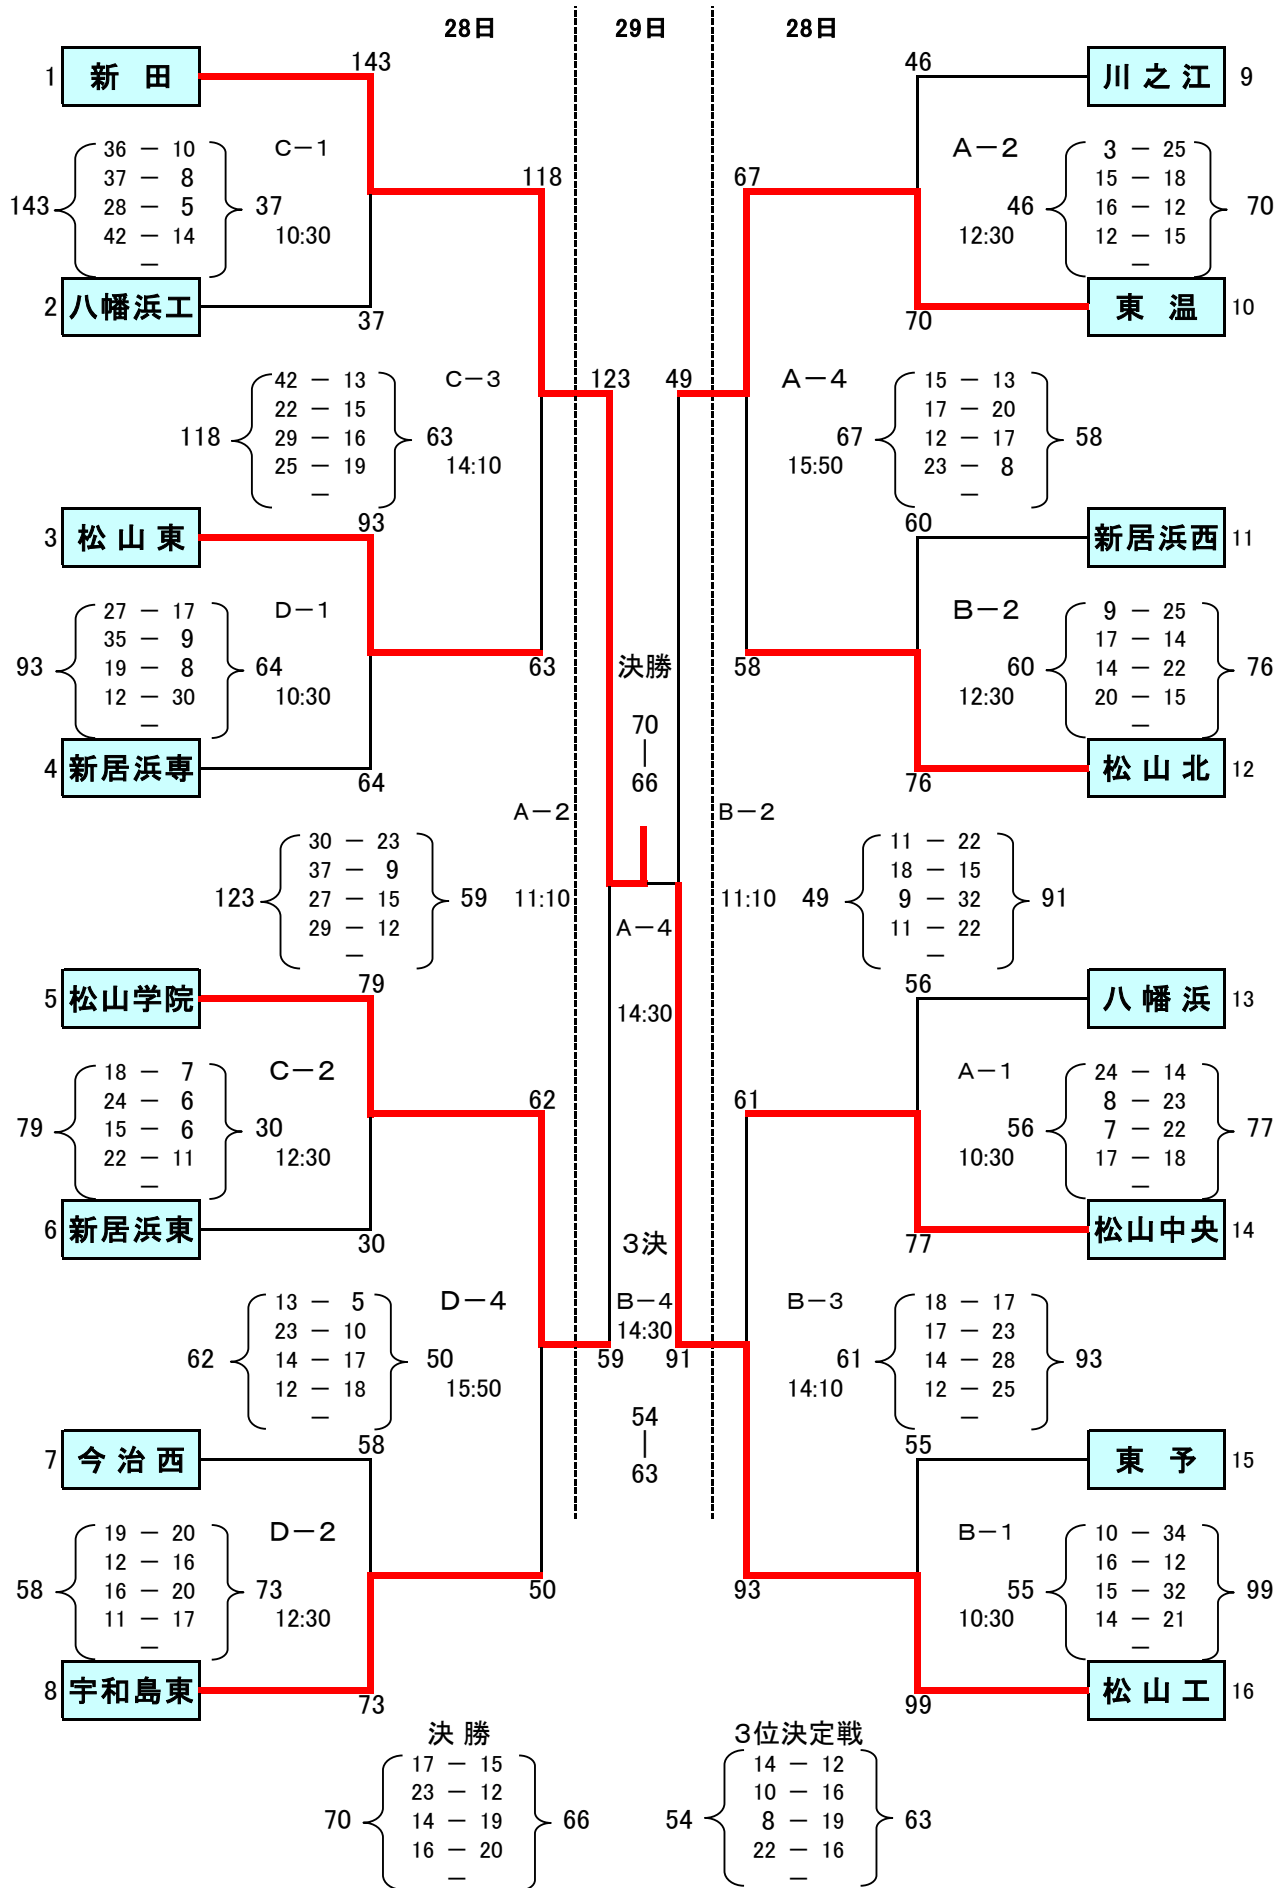 28日 29日 28日
1 新田 143
36 － 10
37 － 8
28 － 5
42 － 14
－
143 37
C－1
10:30
2 八幡浜工 37
118
42 － 13
22 － 15
29 － 16
25 － 19
－
118 63
C－3
14:10
3 松山東 93
27 － 17
35 － 9
19 － 8
12 － 30
－
93 64
D－1
10:30
63
4 新居浜専 64
123
A－2
30 － 23
37 － 9
27 － 15
29 － 12
－
123 59
11:10
5 松山学院 79
18 － 7
24 － 6
15 － 6
22 － 11
－
79 30
C－2
12:30
6 新居浜東 30
62
13 － 5
23 － 10
14 － 17
12 － 18
－
62 50
D－4
15:50
59
7 今治西 58
19 － 20
12 － 16
16 － 20
11 － 17
－
58 73
D－2
12:30
50
8 宇和島東 73
決勝
70
｜
66
A－4
14:30
3決
B－4
14:30
54
｜
63
46 川之江 9
A－2
3 － 25
15 － 18
16 － 12
12 － 15
－
46 70
12:30
70 東温 10
67
49
A－4
15 － 13
17 － 20
12 － 17
23 － 8
－
67 58
15:50
60 新居浜西 11
B－2
9 － 25
17 － 14
14 － 22
20 － 15
－
60 76
12:30
58
76 松山北 12
B－2
11 － 22
18 － 15
9 － 32
11 － 22
－
49 91
11:10
56 八幡浜 13
A－1
24 － 14
8 － 23
7 － 22
17 － 18
－
56 77
10:30
77 松山中央 14
61
B－3
18 － 17
17 － 23
14 － 28
12 － 25
－
61 93
14:10
91
55 東予 15
B－1
10 － 34
16 － 12
15 － 32
14 － 21
－
55 99
10:30
93
99 松山工 16
決勝
17 － 15
23 － 12
14 － 19
16 － 20
－
70 66
3位決定戦
14 － 12
10 － 16
8 － 19
22 － 16
－
54 63